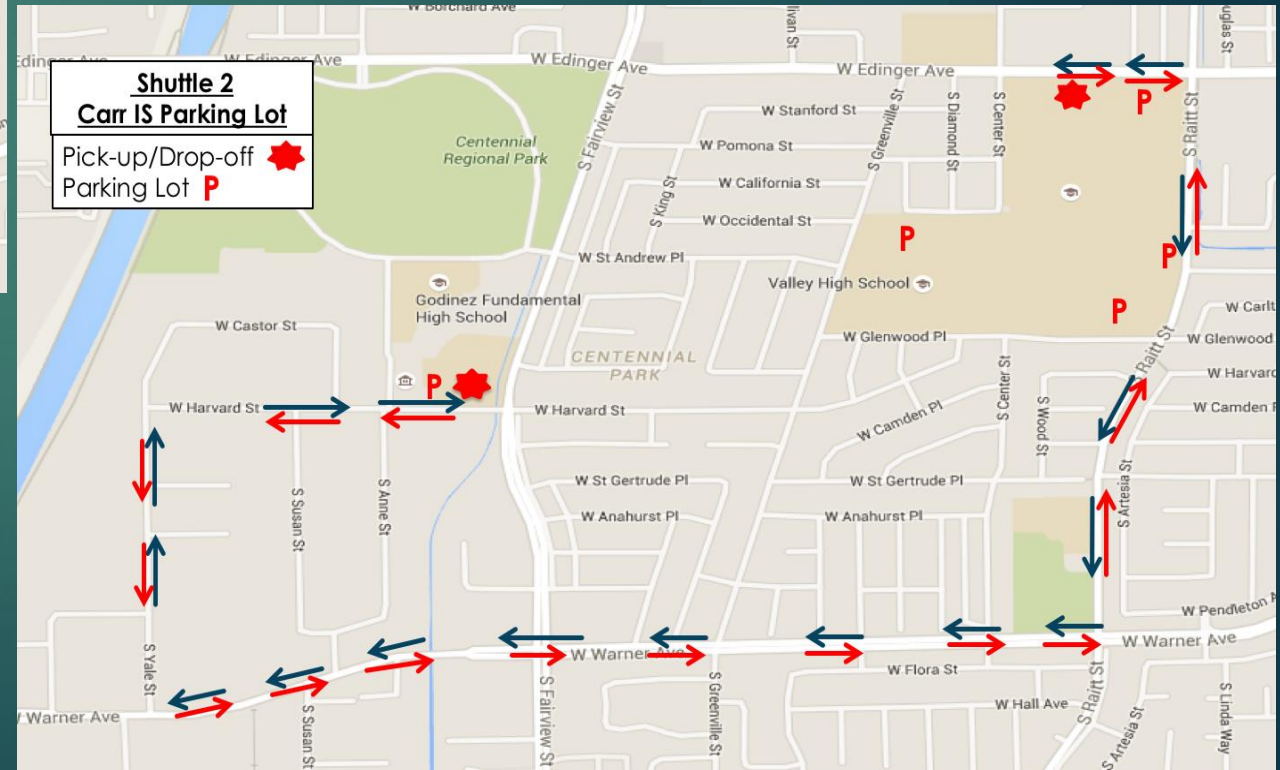 W Borchard Ave
Edinger Ave
W Edinger Ave
W Edinger Ave
W Edinger Ave
Shuttle 2
Carr IS Parking Lot
Pick-up/Drop-off
Parking Lot P
Centennial
Regional Park
S Fairview St
W Stanford St
W Pomona St
W California St
W Occidental St
S King St
W St Andrew Pl
S Greenville St
S Diamond St
S Center St
P
S Raitt St
P
P
P
Valley High School
Godinez Fundamental
High School
W Castor St
CENTENNIAL
PARK
W Glenwood Pl
W Glenwood
W Harvard St
P
W Harvard St
W Camden Pl
S Center St
S Wood St
Raitt St
W Harvard
W Camden
S Susan St
S Anne St
W St Gertrude Pl
W St Gertrude Pl
W Anahurst Pl
W Anahurst Pl
S Artesia St
W Pendleton
S Yale St
W Warner Ave
W Warner Ave
W Flora St
W Hall Ave
W Warner Ave
S Susan St
S Fairview St
S Greenville St
S Raitt St
S Artesia St
S Linda Way